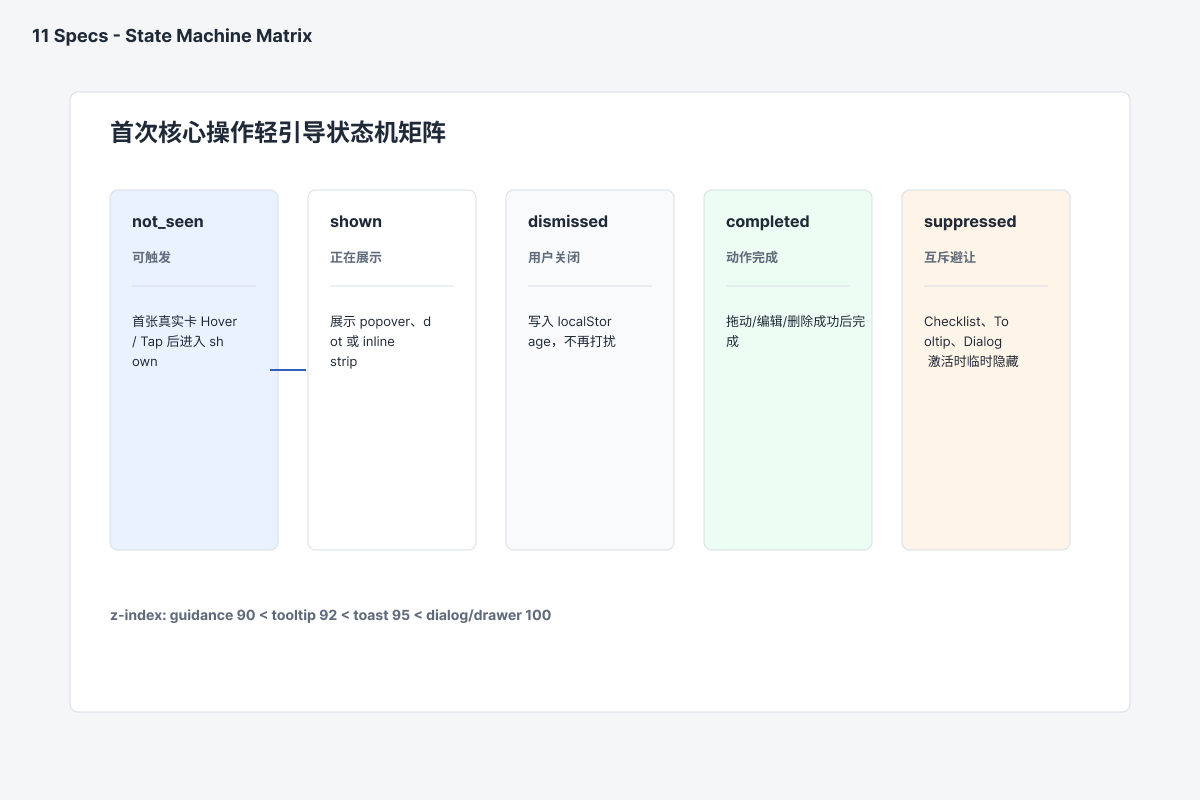 11 Specs - State Machine Matrix
首次核心操作轻引导状态机矩阵
not_seen
可触发
首张真实卡 Hover
/ Tap 后进入 sh
own
shown
正在展示
展示 popover、d
ot 或 inline
strip
dismissed
用户关闭
写入 localStor
age，不再打扰
completed
动作完成
拖动/编辑/删除成功后完
成
suppressed
互斥避让
Checklist、To
oltip、Dialog
激活时临时隐藏
z-index: guidance 90 < tooltip 92 < toast 95 < dialog/drawer 100